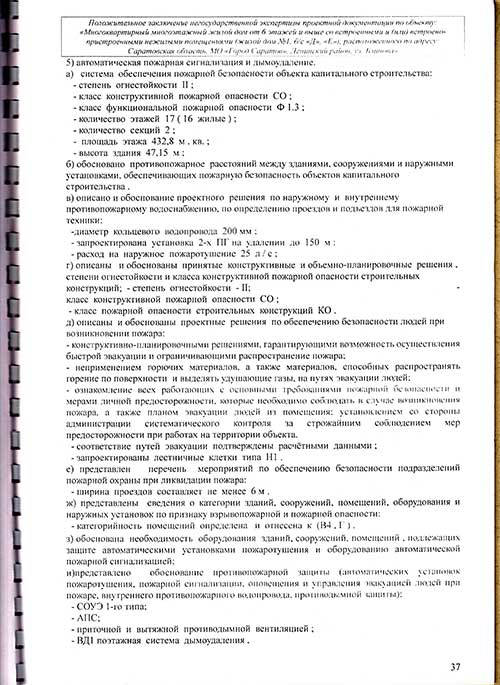 Положительное заключение негосударственной экспертизы проектной документации по объекту:
«Многоквартирный многоэтажный жилой дом от 6 этажей и выше со встроенными и (или) встроено-
пристроенными нежилыми помещениями (жилой дом №1, б/с «Д», «Е»), расположенного по адресу:
Саратовская область, МО «Город Саратов», Ленинский район,
5) автоматическая пожарная сигнализация и дымоудаление.
а) система обеспечения пожарной безопасности объекта капитального строительства:
- степень огнестойкости II ;
- класс конструктивной пожарной опасности СО ;
- класс функциональной пожарной опасности Ф 1.3 ;
- количество этажей 17 ( 16 жилые ) ;
- количество секций 2 ;
- площадь этажа 432,8 м . кв. ;
- высота здания 47,15 м ;
б) обосновано противопожарное расстояний между зданиями, сооружениями и наружными
установками, обеспечивающих пожарную безопасность объектов капитального
строительства .
в) описано и обоснование проектного решения по наружному и внутреннему
противопожарному водоснабжению, по определению проездов и подъездов для пожарной
техники:
-диаметр кольцевого водопровода 200 мм ;
- запроектирована установка 2-х ПГ на удалении до 150 м :
- расход на наружное пожаротушение 25 л / с ;
г) описаны и обоснованы принятые конструктивные и объемно-планировочные решения ,
степени огнестойкости и класса конструктивной пожарной опасности строительных
конструкций; - степень огнестойкости - II; -
класс конструктивной пожарной опасности СО ;
- класс пожарной опасности строительных конструкций КО .
д) описаны и обоснованы проектные решения по обеспечению безопасности людей при
возникновении пожара:
- конструктивно-планировочными решениями, гарантирующими возможность осуществления
быстрой эвакуации и ограничивающими распространение пожара;
- неприменением горючих материалов, а также материалов, способных распространять
горение по поверхности и выделять удушающие газы, на путях эвакуации людей;
- ознакомление всех работающих с основными требованиями пожарной безопасности и
мерами личной предосторожности, которые необходимо соблюдать в случае возникновения
пожара, а также планом эвакуации людей из помещения; установлением со стороны
администрации систематического контроля за строжайшим соблюдением мер
предосторожности при работах на территории объекта.
- соответствие путей эвакуации подтверждены расчётными данными ;
- запроектированы лестничные клетки типа Н1 .
е) представлен перечень мероприятий по обеспечению безопасности подразделений
пожарной охраны при ликвидации пожара:
- ширина проездов составляет не менее 6 м .
ж) представлены сведения о категории зданий, сооружений, помещений, оборудования и
наружных установок по признаку взрывопожарной и пожарной опасности:
- категорийность помещений определена и отнесена к (В4 , Г ) .
з) обоснована необходимость оборудования зданий, сооружений, помещений , подлежащих
защите автоматическими установками пожаротушения и оборудованию автоматической
пожарной сигнализацией;
и)представлено обоснование противопожарной защиты (автоматических установок
пожаротушения, пожарной сигнализации, оповещения и управления эвакуацией людей при
пожаре, внутреннего противопожарного водопровода, противодымной защиты):
- СОУЭ 1-го типа;
- АПС;
- приточной и вытяжной противодымной вентиляцией ;
- ВД1 поэтажная система дымоудаления .
37